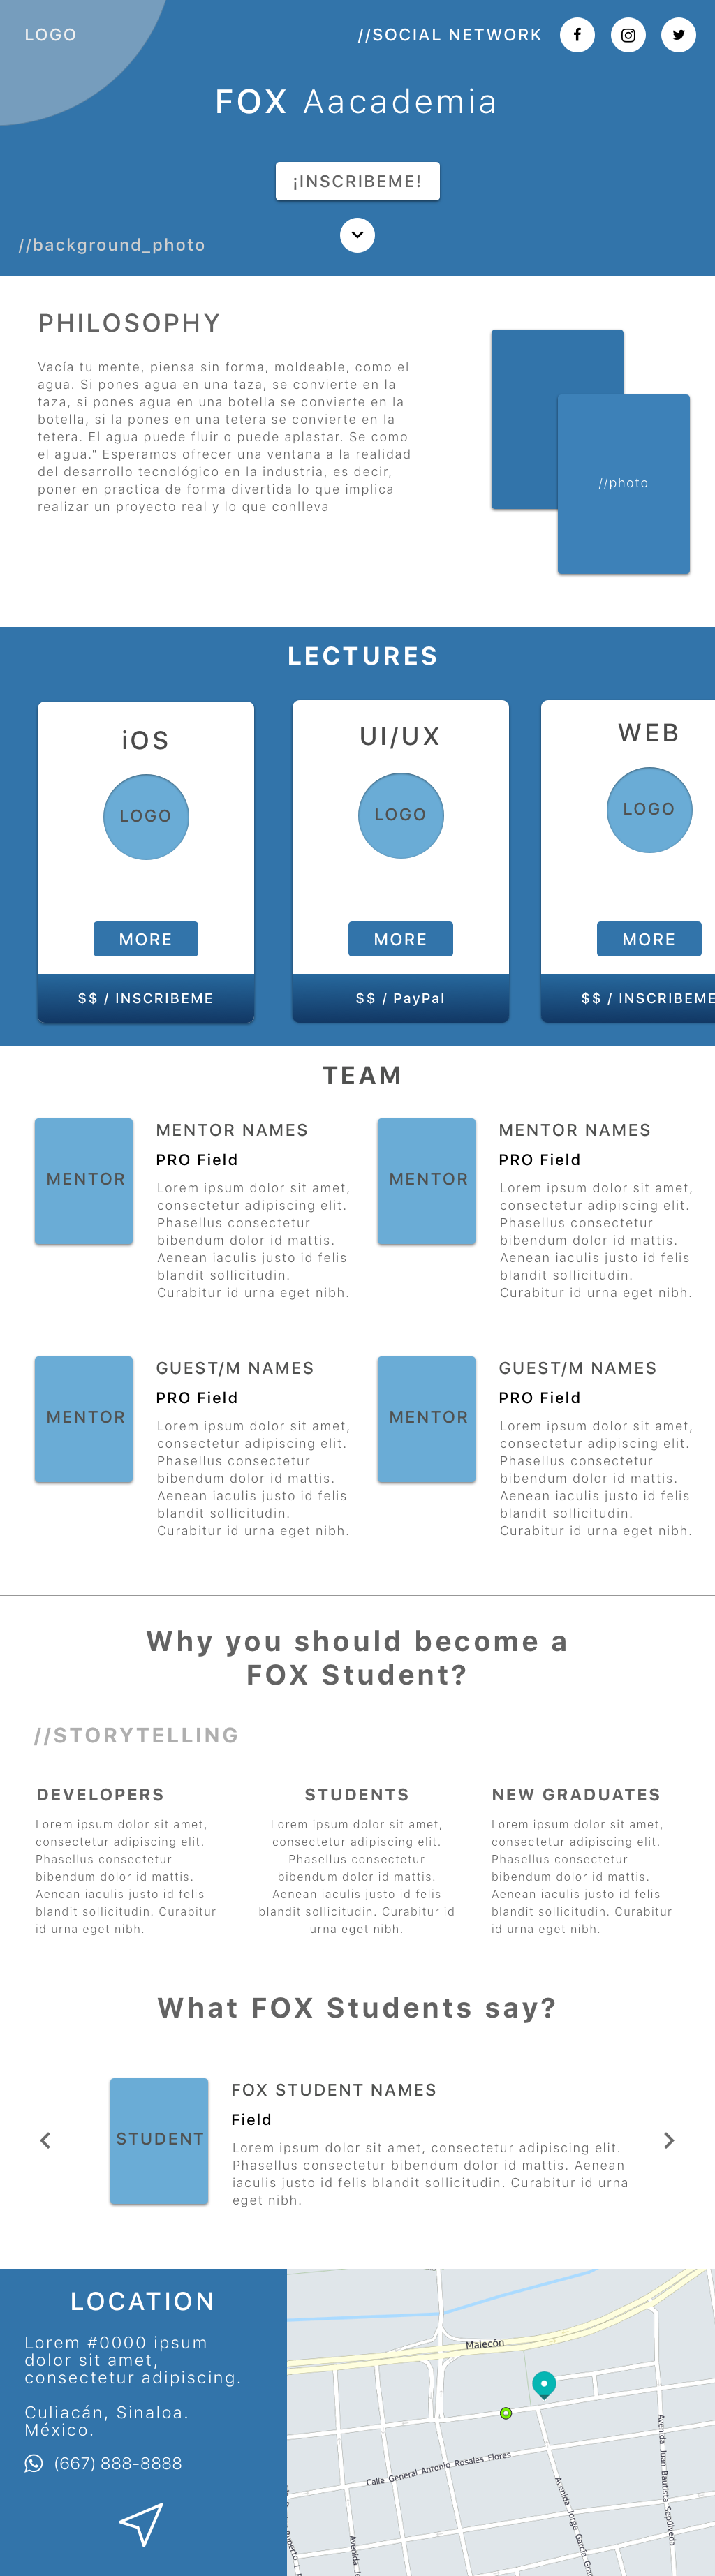 LOGO
//SOCIAL NETWORK
FOX Aacademia
¡INSCRIBEME!
//background_photo
PHILOSOPHY
Vacía tu mente, piensa sin forma, moldeable, como el
agua. Si pones agua en una taza, se convierte en la
taza, si pones agua en una botella se convierte en la
botella, si la pones en una tetera se convierte en la
tetera. El agua puede fluir o puede aplastar. Se como
el agua." Esperamos ofrecer una ventana a la realidad
del desarrollo tecnológico en la industria, es decir,
poner en practica de forma divertida lo que implica
realizar un proyecto real y lo que conlleva
//photo
LECTURES
iOS
LOGO
MORE
$$ / INSCRIBEME
UI/UX
LOGO
MORE
$$ / PayPal
WEB
LOGO
MORE
$$ / INSCRIBEME
TEAM
MENTOR
MENTOR NAMES
PRO Field
Lorem ipsum dolor sit amet,
consectetur adipiscing elit.
Phasellus consectetur
bibendum dolor id mattis.
Aenean iaculis justo id felis
blandit sollicitudin.
Curabitur id urna eget nibh.
MENTOR
MENTOR NAMES
PRO Field
Lorem ipsum dolor sit amet,
consectetur adipiscing elit.
Phasellus consectetur
bibendum dolor id mattis.
Aenean iaculis justo id felis
blandit sollicitudin.
Curabitur id urna eget nibh.
MENTOR
GUEST/M NAMES
PRO Field
Lorem ipsum dolor sit amet,
consectetur adipiscing elit.
Phasellus consectetur
bibendum dolor id mattis.
Aenean iaculis justo id felis
blandit sollicitudin.
Curabitur id urna eget nibh.
MENTOR
GUEST/M NAMES
PRO Field
Lorem ipsum dolor sit amet,
consectetur adipiscing elit.
Phasellus consectetur
bibendum dolor id mattis.
Aenean iaculis justo id felis
blandit sollicitudin.
Curabitur id urna eget nibh.
Why you should become a
FOX Student?
//STORYTELLING
DEVELOPERS
Lorem ipsum dolor sit amet,
consectetur adipiscing elit.
Phasellus consectetur
bibendum dolor id mattis.
Aenean iaculis justo id felis
blandit sollicitudin. Curabitur
id urna eget nibh.
STUDENTS
Lorem ipsum dolor sit amet,
consectetur adipiscing elit.
Phasellus consectetur
bibendum dolor id mattis.
Aenean iaculis justo id felis
blandit sollicitudin. Curabitur id
urna eget nibh.
NEW GRADUATES
Lorem ipsum dolor sit amet,
consectetur adipiscing elit.
Phasellus consectetur
bibendum dolor id mattis.
Aenean iaculis justo id felis
blandit sollicitudin. Curabitur
id urna eget nibh.
What FOX Students say?
STUDENT
FOX STUDENT NAMES
Field
Lorem ipsum dolor sit amet, consectetur adipiscing elit.
Phasellus consectetur bibendum dolor id mattis. Aenean
iaculis justo id felis blandit sollicitudin. Curabitur id urna
eget nibh.
LOCATION
Lorem #0000 ipsum
dolor sit amet,
consectetur adipiscing.
Culiacán, Sinaloa.
México.
(667) 888-8888
Malecón
Calle General Antonio Rosales Flores
Avenida Juan Bautista Sepúlveda
Avenida Jorge García Gra
Avenida J
uperto L.